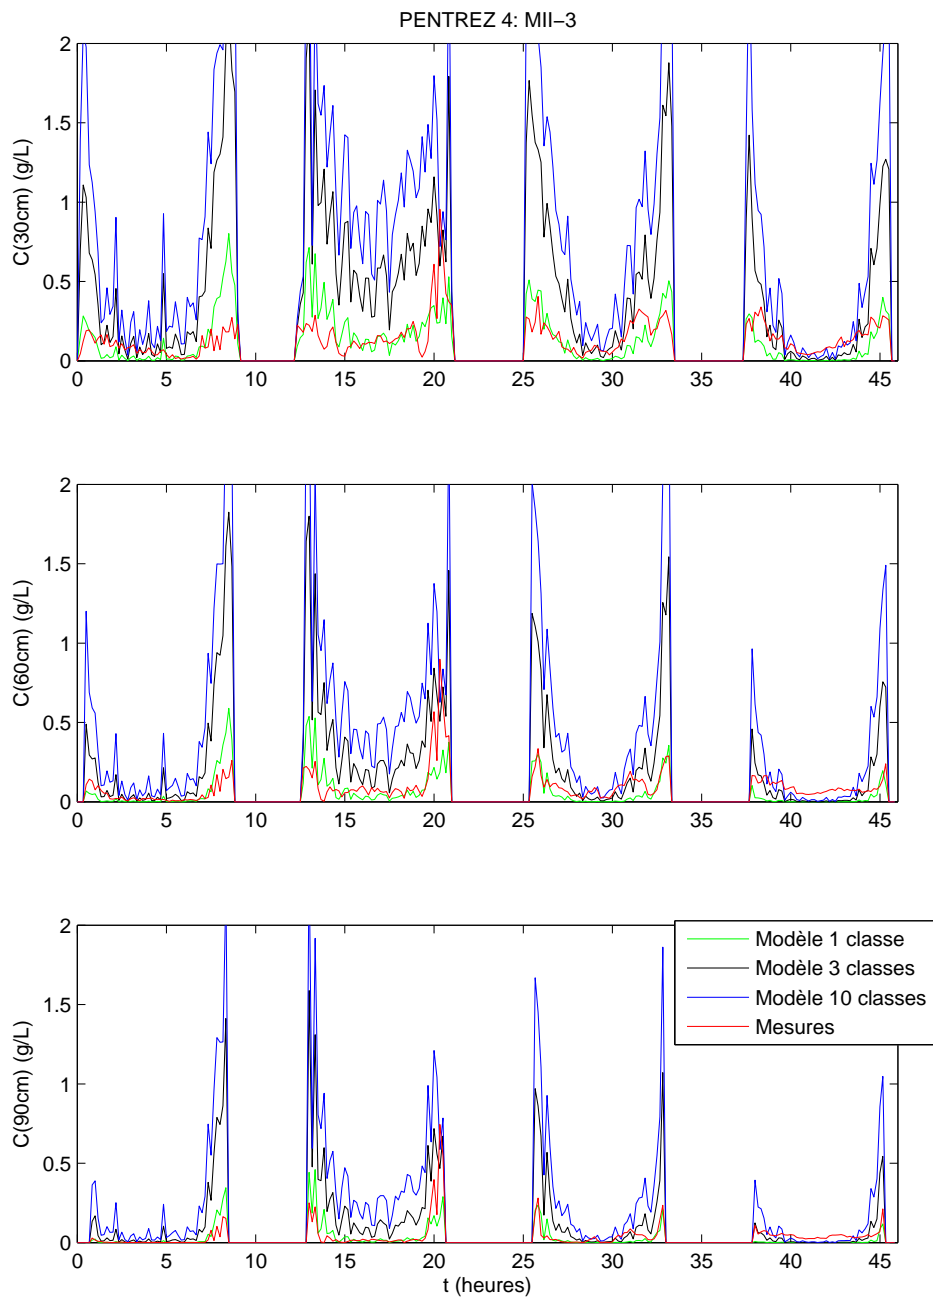 PENTREZ 4: MII−3
2
1.5
1
0.5
0
C(30cm) (g/L)
0 5 10 15 20 25 30 35 40 45
2
1.5
1
0.5
0
C(60cm) (g/L)
0 5 10 15 20 25 30 35 40 45
2
1.5
1
0.5
0
C(90cm) (g/L)
Modèle 1 classe
Modèle 3 classes
Modèle 10 classes
Mesures
0 5 10 15 20 25 30 35 40 45
t (heures)